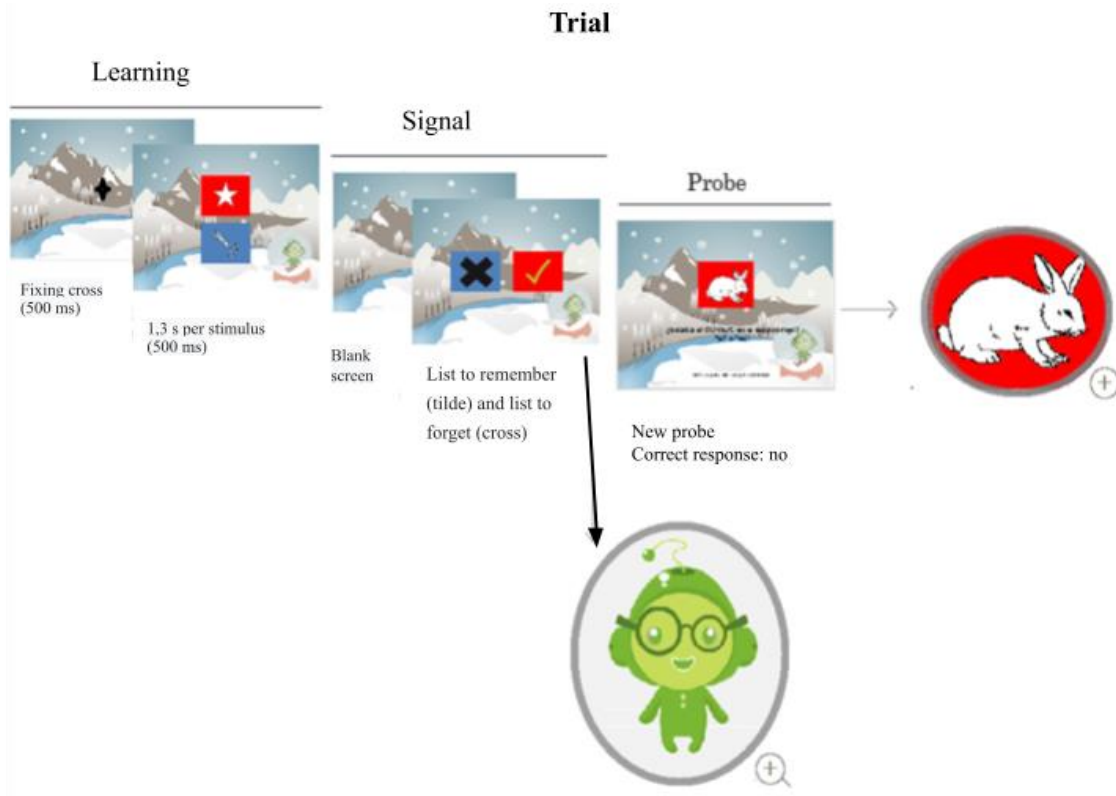 Trial
Learning
Signal
Probe
Fixing cross
(500 ms)
1,3 s per stimulus
(500 ms)
Blank
screen
List to remember
(tilde) and list to
forget (cross)
New probe
Correct response: no